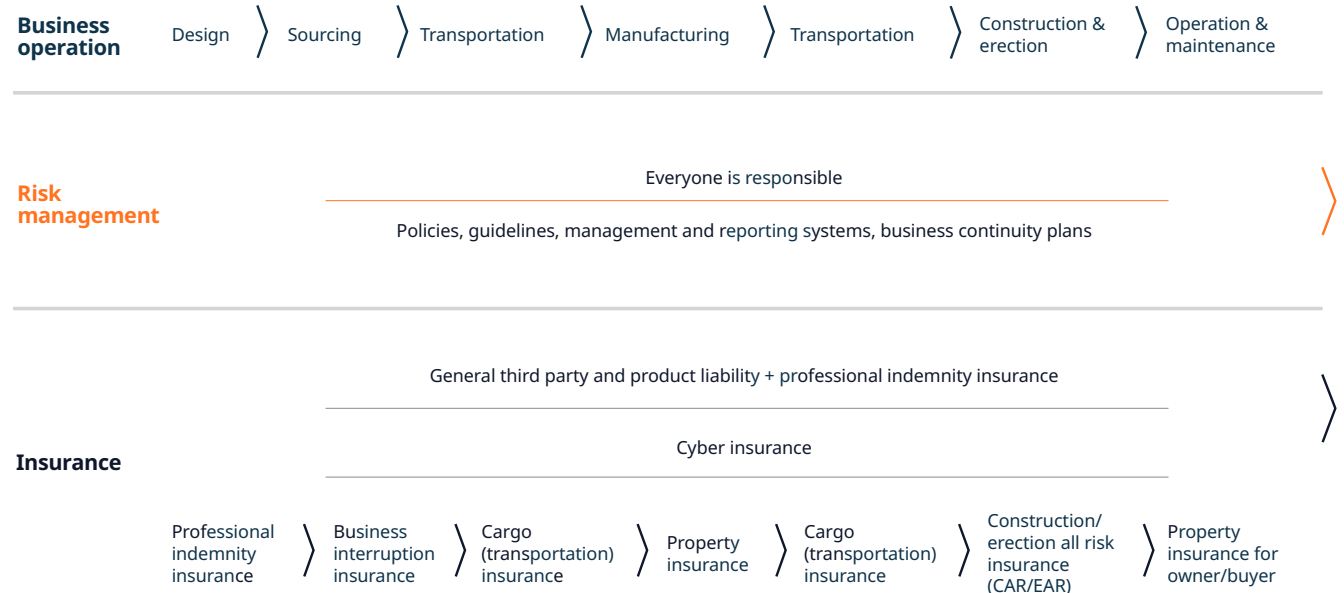 Business
operation
Design
Sourcing
Transportation
Manufacturing
Transportation
Construction &
erection
Operation &
maintenance
Risk
management
Everyone is responsible
Policies, guidelines, management and reporting systems, business continuity plans
Insurance
General third party and product liability + professional indemnity insurance
Cyber insurance
Professional
indemnity
insurance
Business
interruption
insurance
Cargo
(transportation)
insurance
Property
insurance
Cargo
(transportation)
insurance
Construction/
erection all risk
insurance
(CAR/EAR)
Property
insurance for
owner/buyer